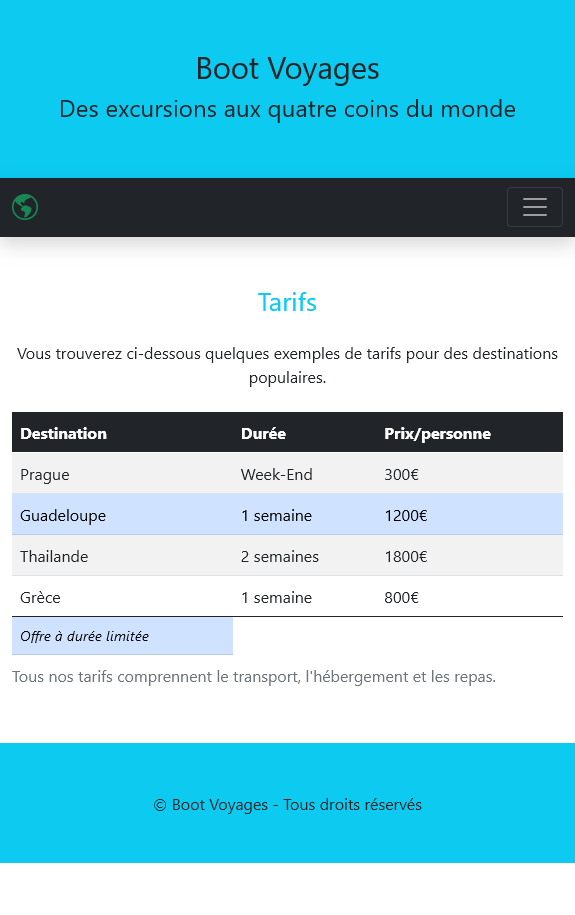 Boot Voyages
Des excursions aux quatre coins du monde
Tarifs
Vous trouverez ci-dessous quelques exemples de tarifs pour des destinations
populaires.
Destination Durée Prix/personne
Prague Week-End 300€
Guadeloupe 1 semaine 1200€
Thailande 2 semaines 1800€
Grèce 1 semaine 800€
Offre à durée limitée
Tous nos tarifs comprennent le transport, l'hébergement et les repas.
© Boot Voyages - Tous droits réservés